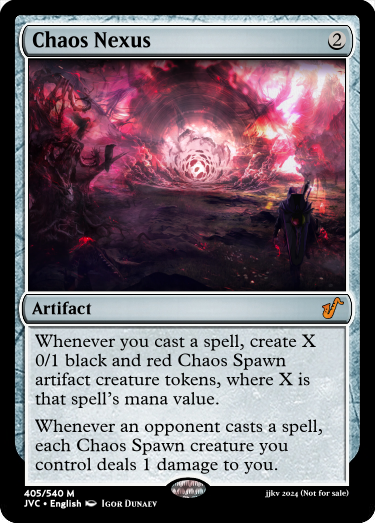 Chaos Nexus 2
Artifact
Whenever you cast a spell, create X
0/1 black and red Chaos Spawn
artifact creature tokens, where X is
that spell's mana value.
Whenever an opponent casts a spell,
each Chaos Spawn creature you
control deals 1 damage to you.
405/540 M
JVC • English Igor Dunaev
jjkv 2024 (Not for sale)